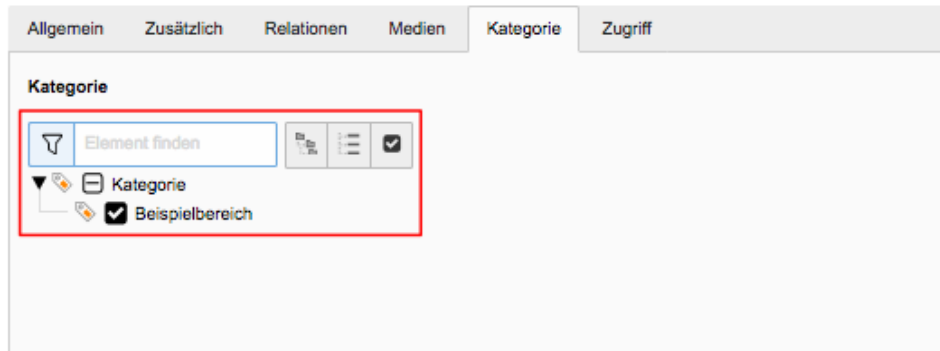 Allgemein Zusätzlich Relationen Medien Kategorie Zugriff
Kategorie
Element finden
Kategorie
Beispielbereich